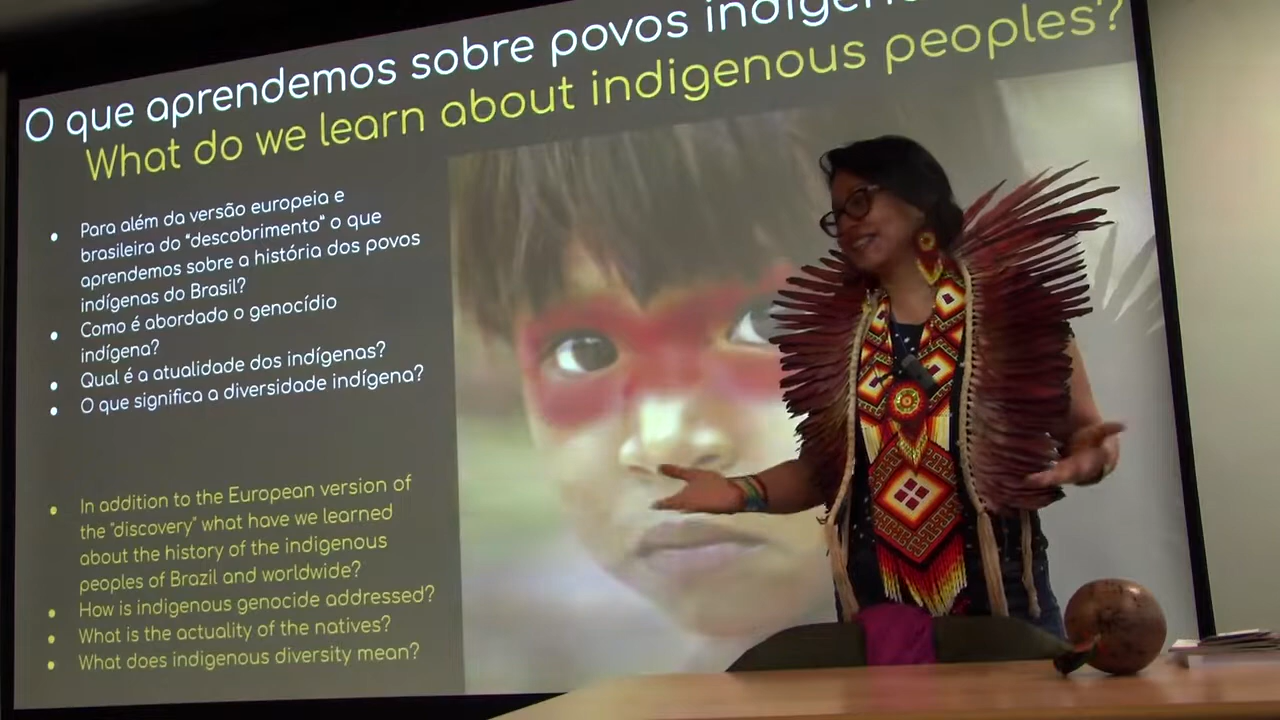 O que aprendemos sobre povos
What do we learn about indigenous peoples?
• Para além da versão europeia e
brasileira do "descobrimento" o que
aprendemos sobre a história dos povos
indígenas do Brasil?
• Como é abordado o genocídio
indígena?
• Qual é a atualidade dos indígenas?
• O que significa a diversidade indígena?
• In addition to the European version of
the "discovery" what have we learned
about the history of the indigenous
peoples of Brazil and worldwide?
• How is indigenous genocide addressed?
• What is the actuality of the natives?
• What does indigenous diversity mean?